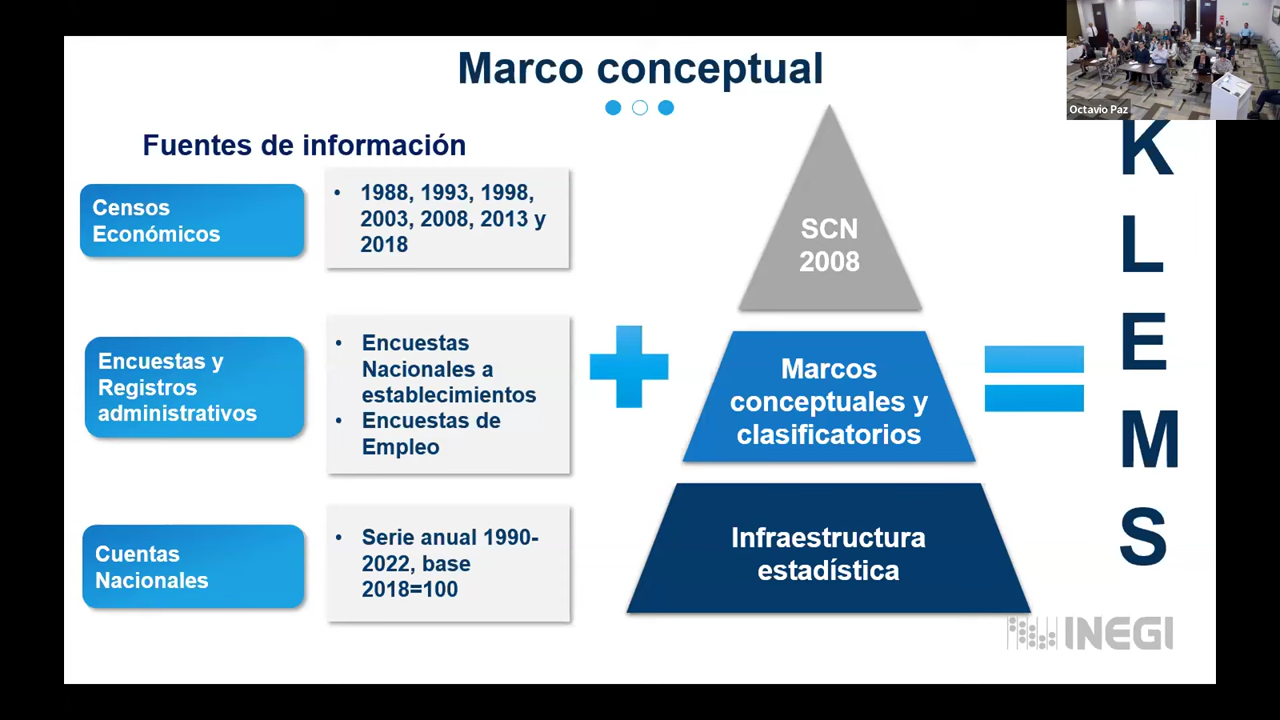 Marco conceptual
Octavio Paz
Fuentes de información
Censos
Económicos
• 1988, 1993, 1998,
2003, 2008, 2013 y
2018
Encuestas y
Registros
administrativos
• Encuestas
Nacionales a
establecimientos
• Encuestas de
Empleo
Cuentas
Nacionales
• Serie anual 1990-
2022, base
2018=100
SCN
2008
Marcos
conceptuales y
clasificatorios
Infraestructura
estadística
K
L
E
M
S
INEGI